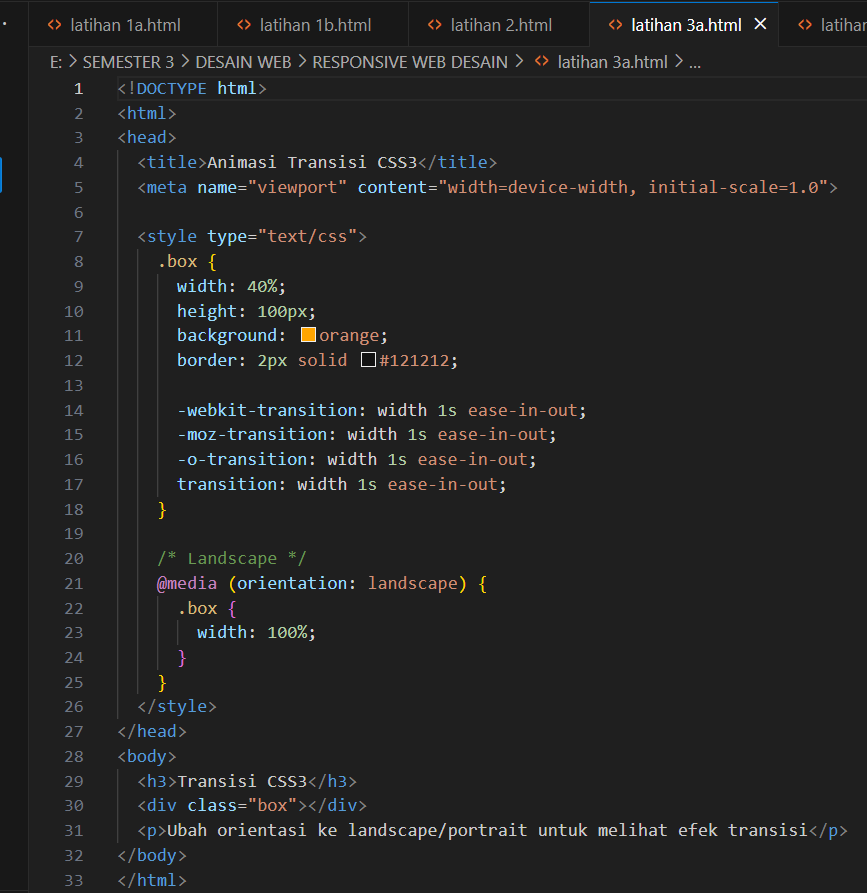 latihan 1a.html latihan 1b.html latihan 2.html latihan 3a.html latihan
E: > SEMESTER 3 > DESAIN WEB > RESPONSIVE WEB DESAIN > latihan 3a.html > ...
1 <!DOCTYPE html>
2 <html>
3 <head>
4 <title>Animasi Transisi CSS3</title>
5 <meta name="viewport" content="width=device-width, initial-scale=1.0">
6
7 <style type="text/css">
8 .box {
9 width: 40%;
10 height: 100px;
11 background: orange;
12 border: 2px solid #121212;
13
14 -webkit-transition: width 1s ease-in-out;
15 -moz-transition: width 1s ease-in-out;
16 -o-transition: width 1s ease-in-out;
17 transition: width 1s ease-in-out;
18 }
19
20 /* Landscape */
21 @media (orientation: landscape) {
22 .box {
23 width: 100%;
24 }
25 }
26 </style>
27 </head>
28 <body>
29 <h3>Transisi CSS3</h3>
30 <div class="box"></div>
31 <p>Ubah orientasi ke landscape/portrait untuk melihat efek transisi</p>
32 </body>
33 </html>